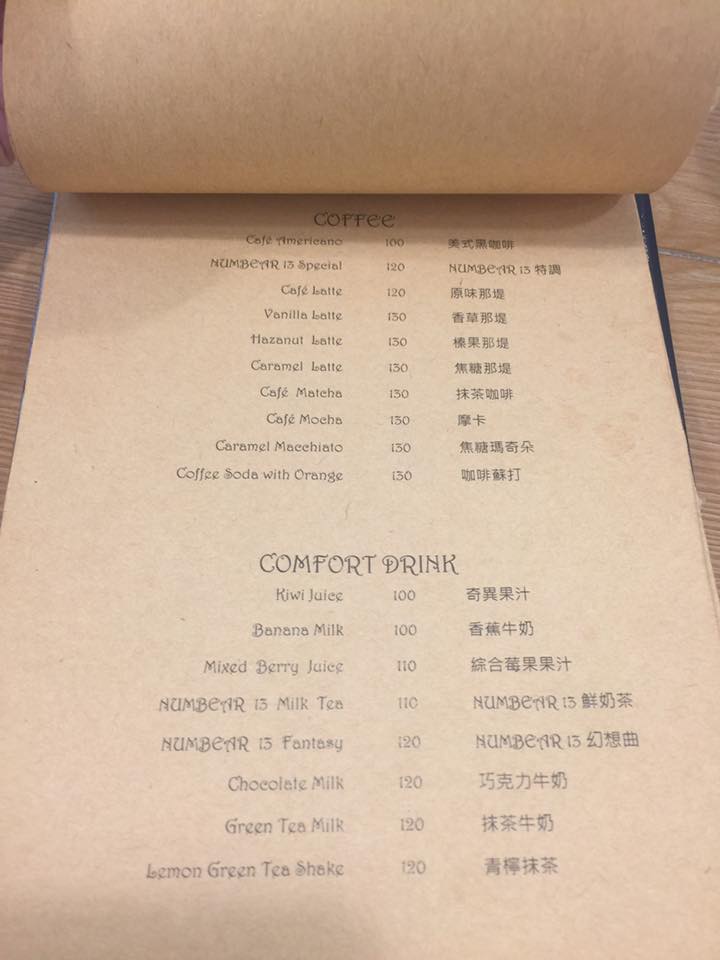 COFFEE
Café Americano 100 美式黑咖啡
NUMBEAR 13 Special 120 NUMBEAR 13 特調
Café Latte 120 原味那堤
Vanilla Latte 130 香草那堤
Hazanut Latte 130 榛果那堤
Caramel Latte 130 焦糖那堤
Café Matcha 130 抹茶咖啡
Café Mocha 130 摩卡
Caramel Macchiato 130 焦糖瑪奇朵
Coffee Soda with Orange 130 咖啡蘇打
COMFORT DRINK
Kiwi Juice 100 奇異果汁
Banana Milk 100 香蕉牛奶
Mixed Berry Juice 110 綜合莓果果汁
NUMBEAR 13 Milk Tea 110 NUMBEAR 13 鮮奶茶
NUMBEAR 13 Fantasy 120 NUMBEAR 13 幻想曲
Chocolate Milk 120 巧克力牛奶
Green Tea Milk 120 抹茶牛奶
Lemon Green Tea Shake 120 青檸抹茶